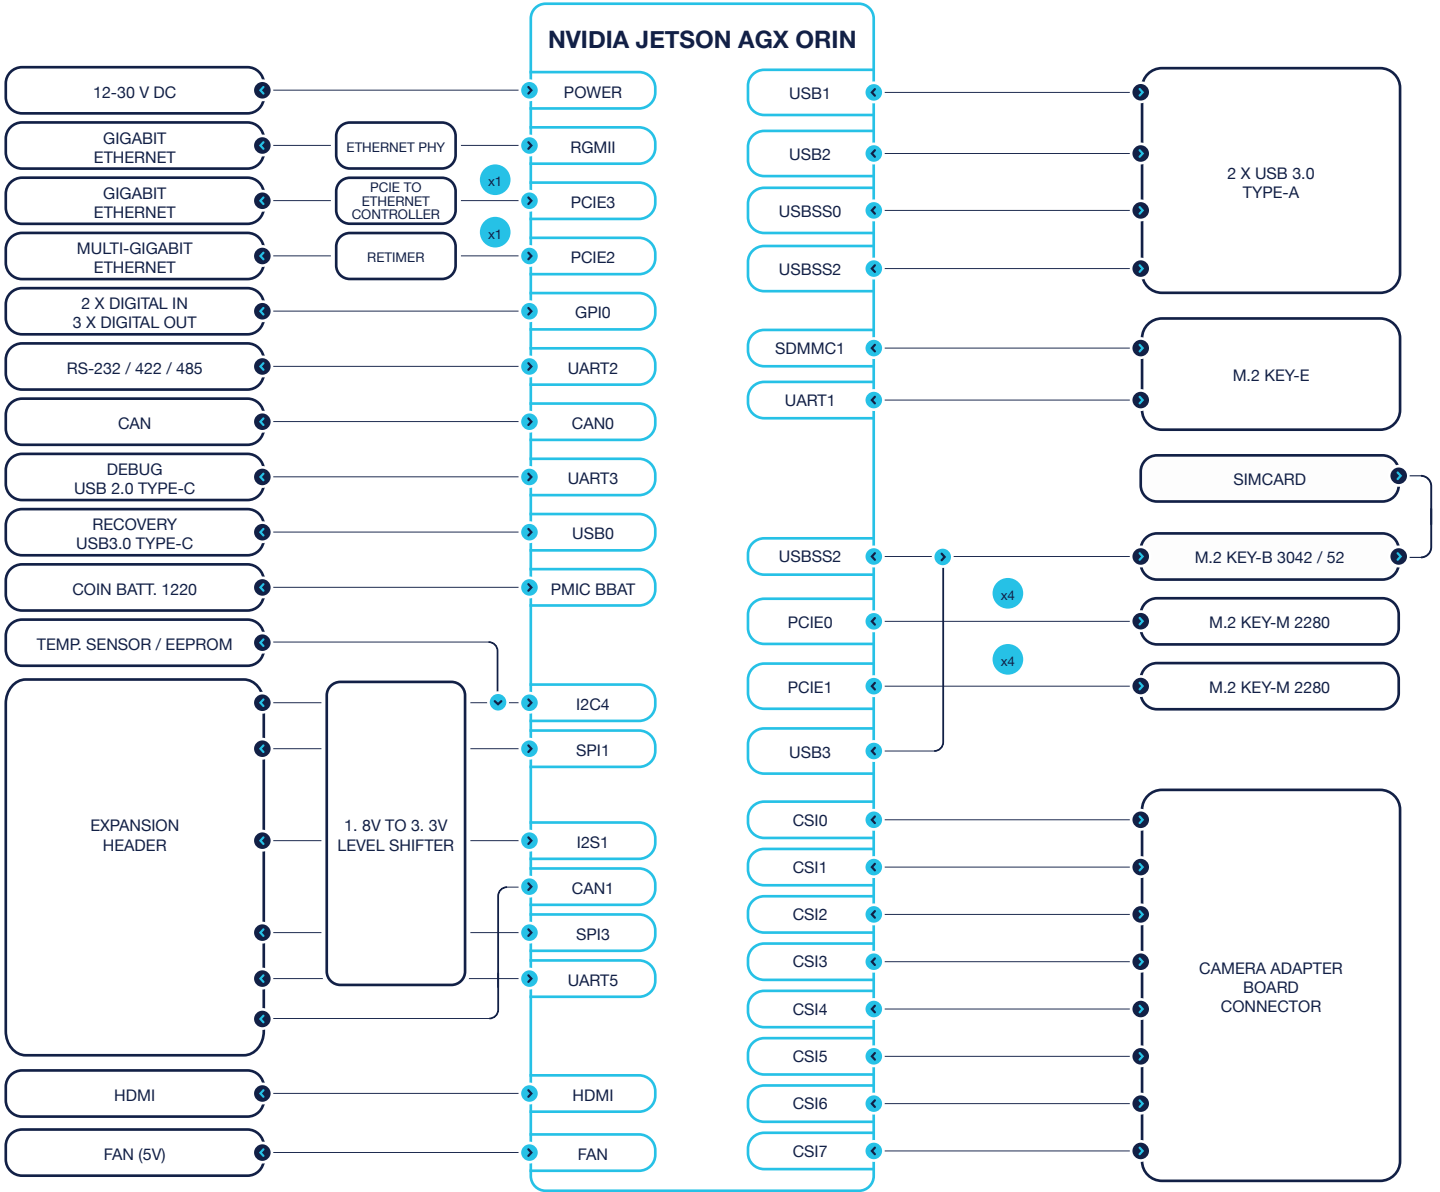 NVIDIA JETSON AGX ORIN
12-30 V DC
POWER
GIGABIT
ETHERNET
ETHERNET PHY
RGMII
GIGABIT
ETHERNET
PCIE TO
ETHERNET
CONTROLLER
x1
PCIE3
MULTI-GIGABIT
ETHERNET
RETIMER
x1
PCIE2
2 X DIGITAL IN
3 X DIGITAL OUT
GPI0
RS-232 / 422 / 485
UART2
CAN
CAN0
DEBUG
USB 2.0 TYPE-C
UART3
RECOVERY
USB3.0 TYPE-C
USB0
COIN BATT. 1220
PMIC BBAT
TEMP. SENSOR / EEPROM
EXPANSION
HEADER
1. 8V TO 3. 3V
LEVEL SHIFTER
I2C4
SPI1
I2S1
CAN1
SPI3
UART5
HDMI
HDMI
FAN (5V)
FAN
USB1
USB2
USBSS0
USBSS2
2 X USB 3.0
TYPE-A
SDMMC1
UART1
M.2 KEY-E
SIMCARD
USBSS2
M.2 KEY-B 3042 / 52
x4
PCIE0
M.2 KEY-M 2280
x4
PCIE1
M.2 KEY-M 2280
USB3
CSI0
CSI1
CSI2
CSI3
CSI4
CSI5
CSI6
CSI7
CAMERA ADAPTER
BOARD
CONNECTOR